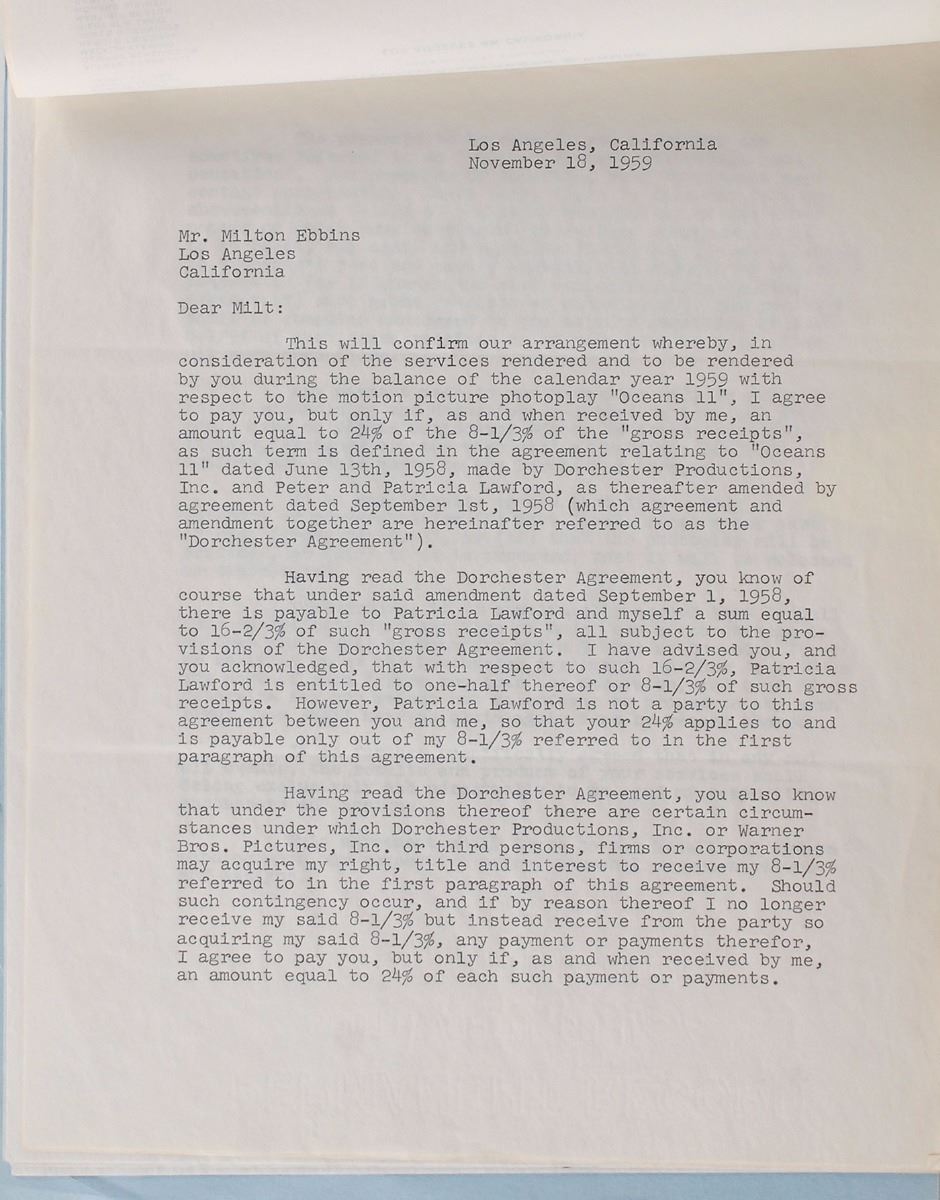 Los Angeles, California
November 18, 1959
Mr. Milton Ebbins
Los Angeles
California
Dear Milt:
This will confirm our arrangement whereby, in
consideration of the services rendered and to be rendered
by you during the balance of the calendar year 1959 with
respect to the motion picture photoplay "Oceans 11", I agree
to pay you, but only if, as and when received by me, an
amount equal to 24% of the 8-1/3% of the "gross receipts",
as such term is defined in the agreement relating to "Oceans
11" dated June 13th, 1958, made by Dorchester Productions,
Inc. and Peter and Patricia Lawford, as thereafter amended by
agreement dated September 1st, 1958 (which agreement and
amendment together are hereinafter referred to as the
"Dorchester Agreement").
Having read the Dorchester Agreement, you know of
course that under said amendment dated September 1, 1958,
there is payable to Patricia Lawford and myself a sum equal
to 16-2/3% of such "gross receipts", all subject to the pro-
visions of the Dorchester Agreement. I have advised you, and
you acknowledged, that with respect to such 16-2/3%, Patricia
Lawford is entitled to one-half thereof or 8-1/3% of such gross
receipts. However, Patricia Lawford is not a party to this
agreement between you and me, so that your 24% applies to and
is payable only out of my 8-1/3% referred to in the first
paragraph of this agreement.
Having read the Dorchester Agreement, you also know
that under the provisions thereof there are certain circum-
stances under which Dorchester Productions, Inc. or Warner
Bros. Pictures, Inc. or third persons, firms or corporations
may acquire my right, title and interest to receive my 8-1/3%
referred to in the first paragraph of this agreement. Should
such contingency occur, and if by reason thereof I no longer
receive my said 8-1/3% but instead receive from the party so
acquiring my said 8-1/3%, any payment or payments therefor,
I agree to pay you, but only if, as and when received by me,
an amount equal to 24% of each such payment or payments.